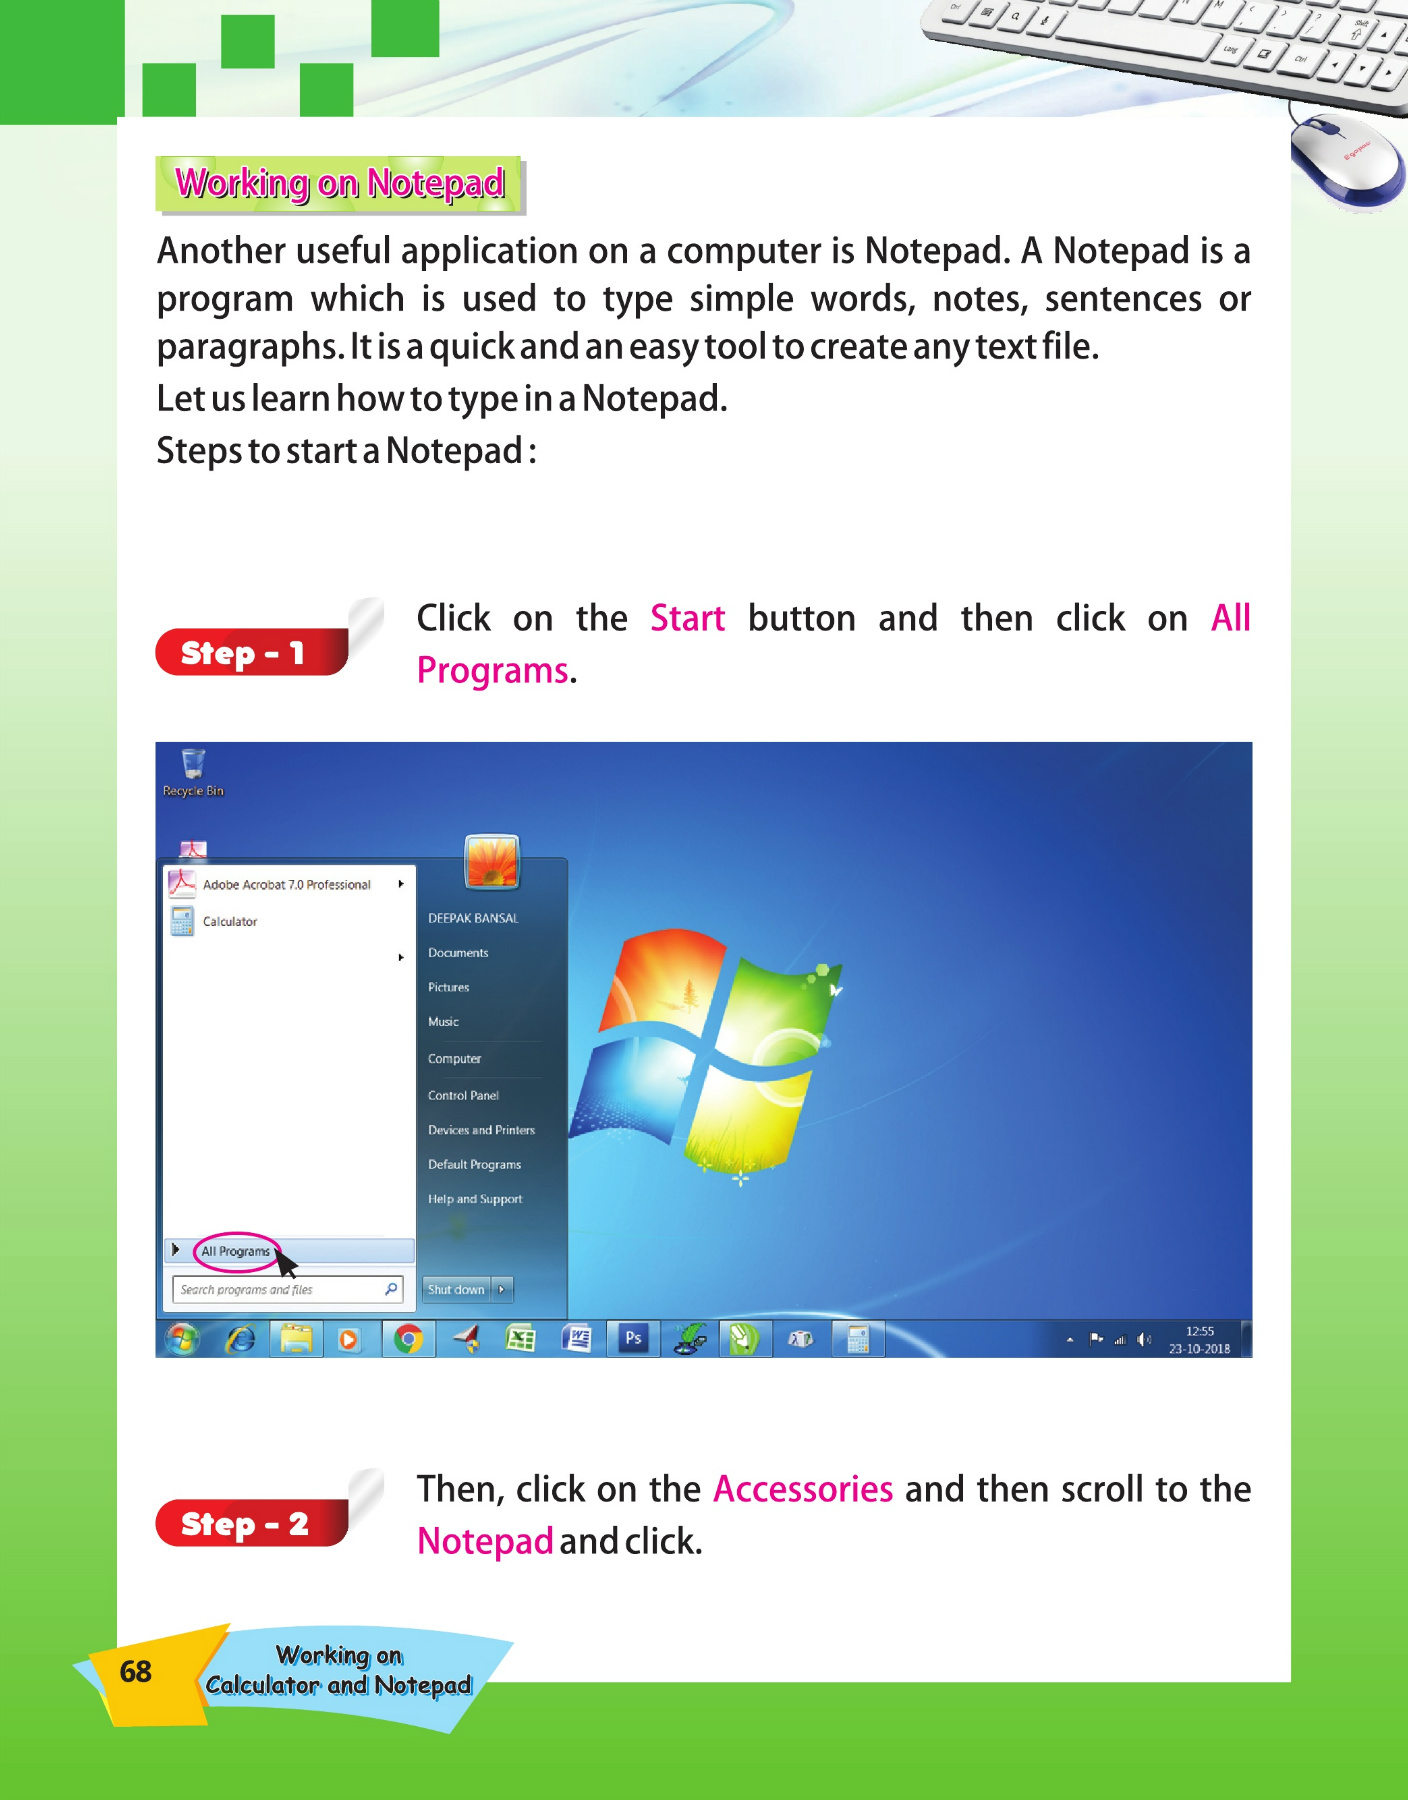 Working on Notepad
Another useful application on a computer is Notepad. A Notepad is a
program which is used to type simple words, notes, sentences or
paragraphs. It is a quick and an easy tool to create any text file.
Let us learn how to type in a Notepad.
Steps to start a Notepad :
Step - 1
Click on the Start button and then click on All
Programs.
Recycle Bin
Adobe Acrobat 7.0 Professional
Calculator
DEEPAK BANSAL
Documents
Pictures
Music
Computer
Control Panel
Devices and Printers
Default Programs
Help and Support
All Programs
Search programs and files
Shut down
Ps
12:55
23-10-2018
Step - 2
Then, click on the Accessories and then scroll to the
Notepad and click.
68
Working on
Calculator and Notepad